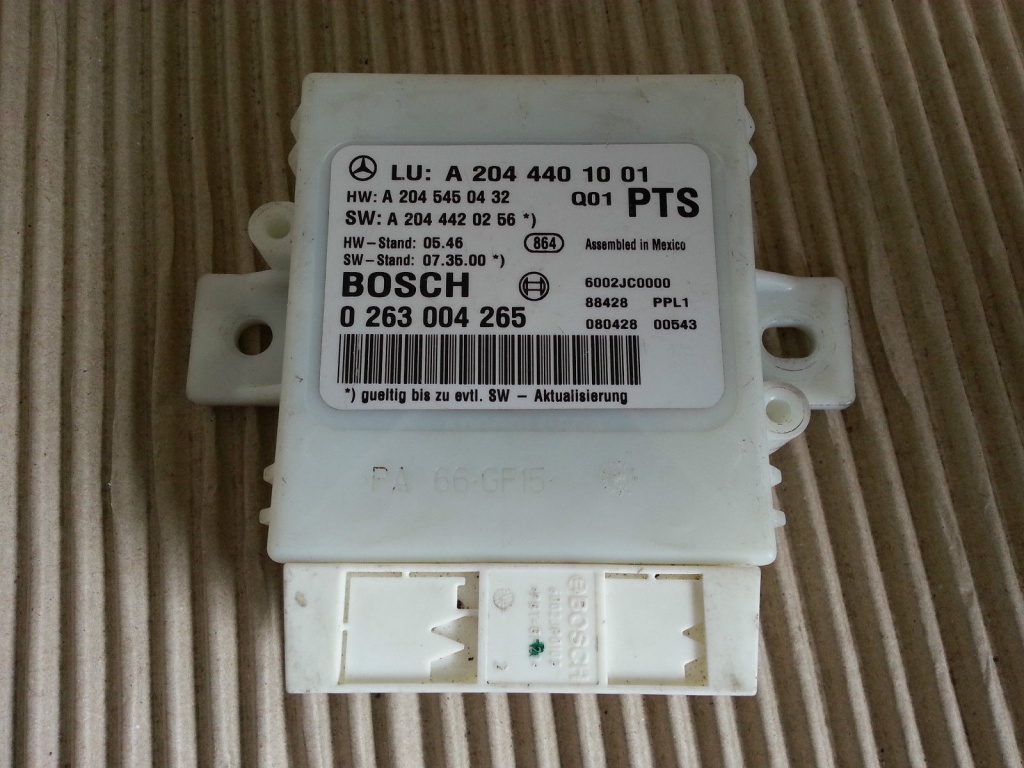 LU: A 204 440 10 01
HW: A 204 545 04 32 Q01 PTS
SW: A 204 442 02 56 *)
HW-Stand: 05.46 864 Assembled in Mexico
SW-Stand: 07.35.00 *)
BOSCH 6002JC0000
88428 PPL1
0 263 004 265 080428 00543
*) gueltig bis zu evtl. SW - Aktualisierung
PA 66-GF15
BOSCH